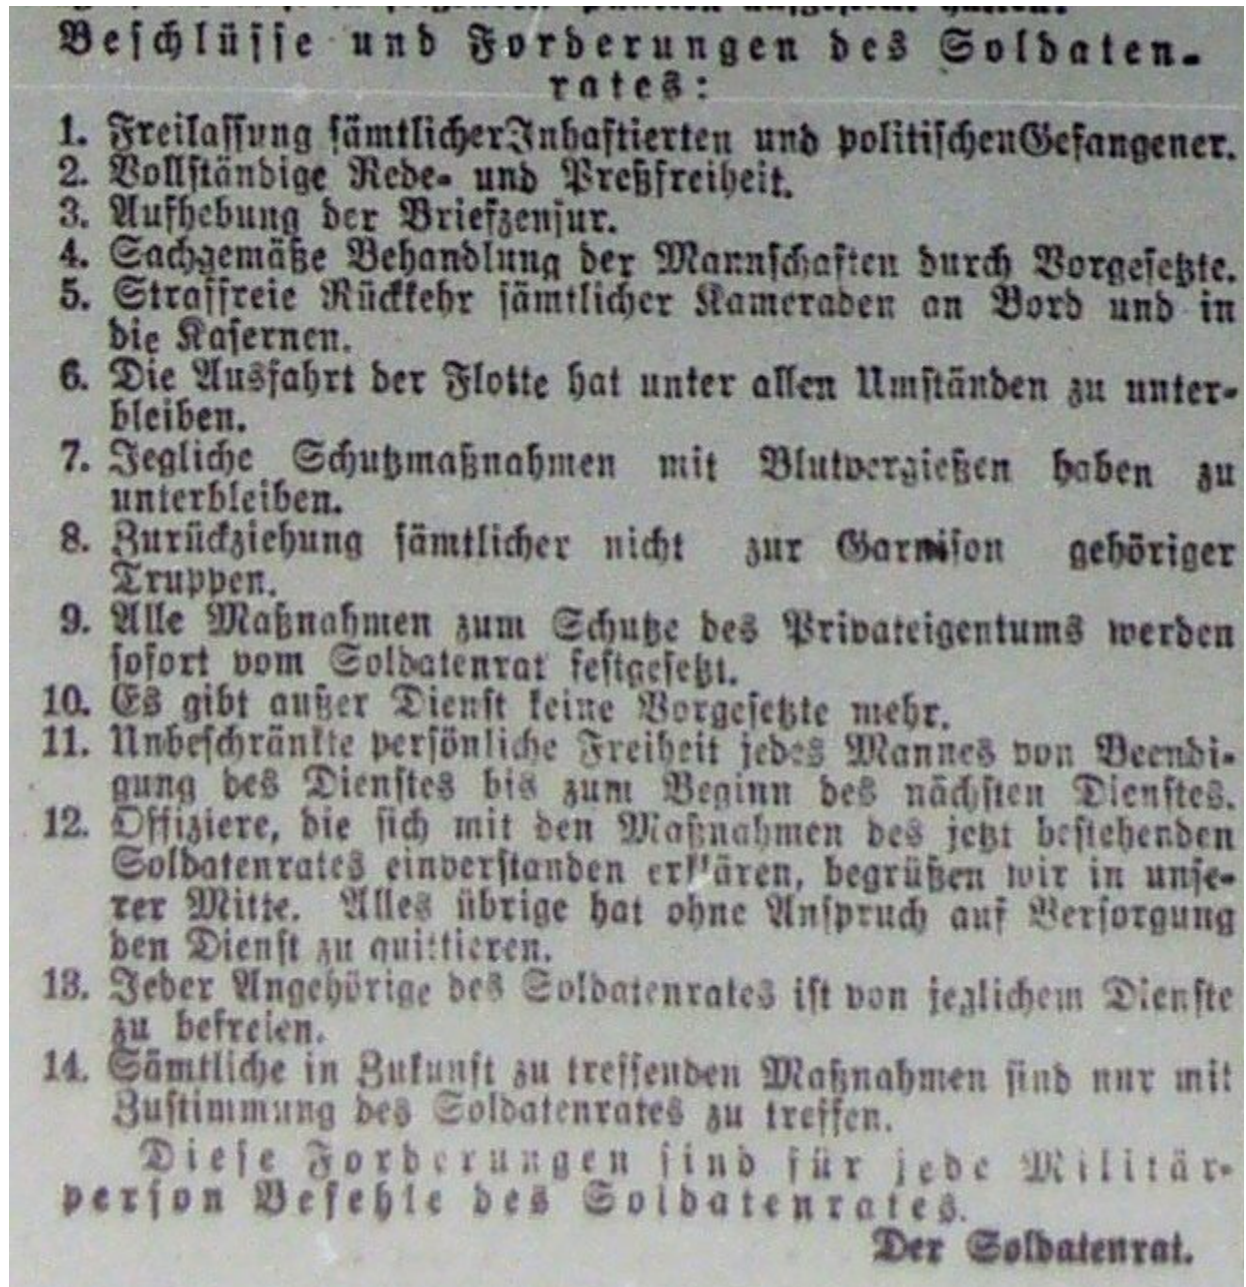 Beschlüsse und Forderungen des Soldaten-
rates:
1. Freilassung sämtlicher Inhaftierten und politischen Gefangener.
2. Vollständige Rede- und Preßfreiheit.
3. Aufhebung der Briefzensur.
4. Sachgemäße Behandlung der Mannschaften durch Vorgesetzte.
5. Straffreie Rückkehr sämtlicher Kameraden an Bord und in
die Kasernen.
6. Die Ausfahrt der Flotte hat unter allen Umständen zu unter-
bleiben.
7. Jegliche Schutzmaßnahmen mit Blutvergießen haben zu
unterbleiben.
8. Zurückziehung sämtlicher nicht zur Garnison gehöriger
Truppen.
9. Alle Maßnahmen zum Schutze des Privateigentums werden
sofort vom Soldatenrat festgesetzt.
10. Es gibt außer Dienst keine Vorgesetzte mehr.
11. Unbeschränkte persönliche Freiheit jedes Mannes von Beendi-
gung des Dienstes bis zum Beginn des nächsten Dienstes.
12. Offiziere, die sich mit den Maßnahmen des jetzt bestehenden
Soldatenrates einverstanden erklären, begrüßen wir in unse-
rer Mitte. Alles übrige hat ohne Anspruch auf Versorgung
den Dienst zu quittieren.
13. Jeder Angehörige des Soldatenrates ist von jeglichem Dienste
zu befreien.
14. Sämtliche in Zukunft zu treffenden Maßnahmen sind nur mit
Zustimmung des Soldatenrates zu treffen.
Diese Forderungen sind für jede Militär-
person Befehle des Soldatenrates.
Der Soldatenrat.